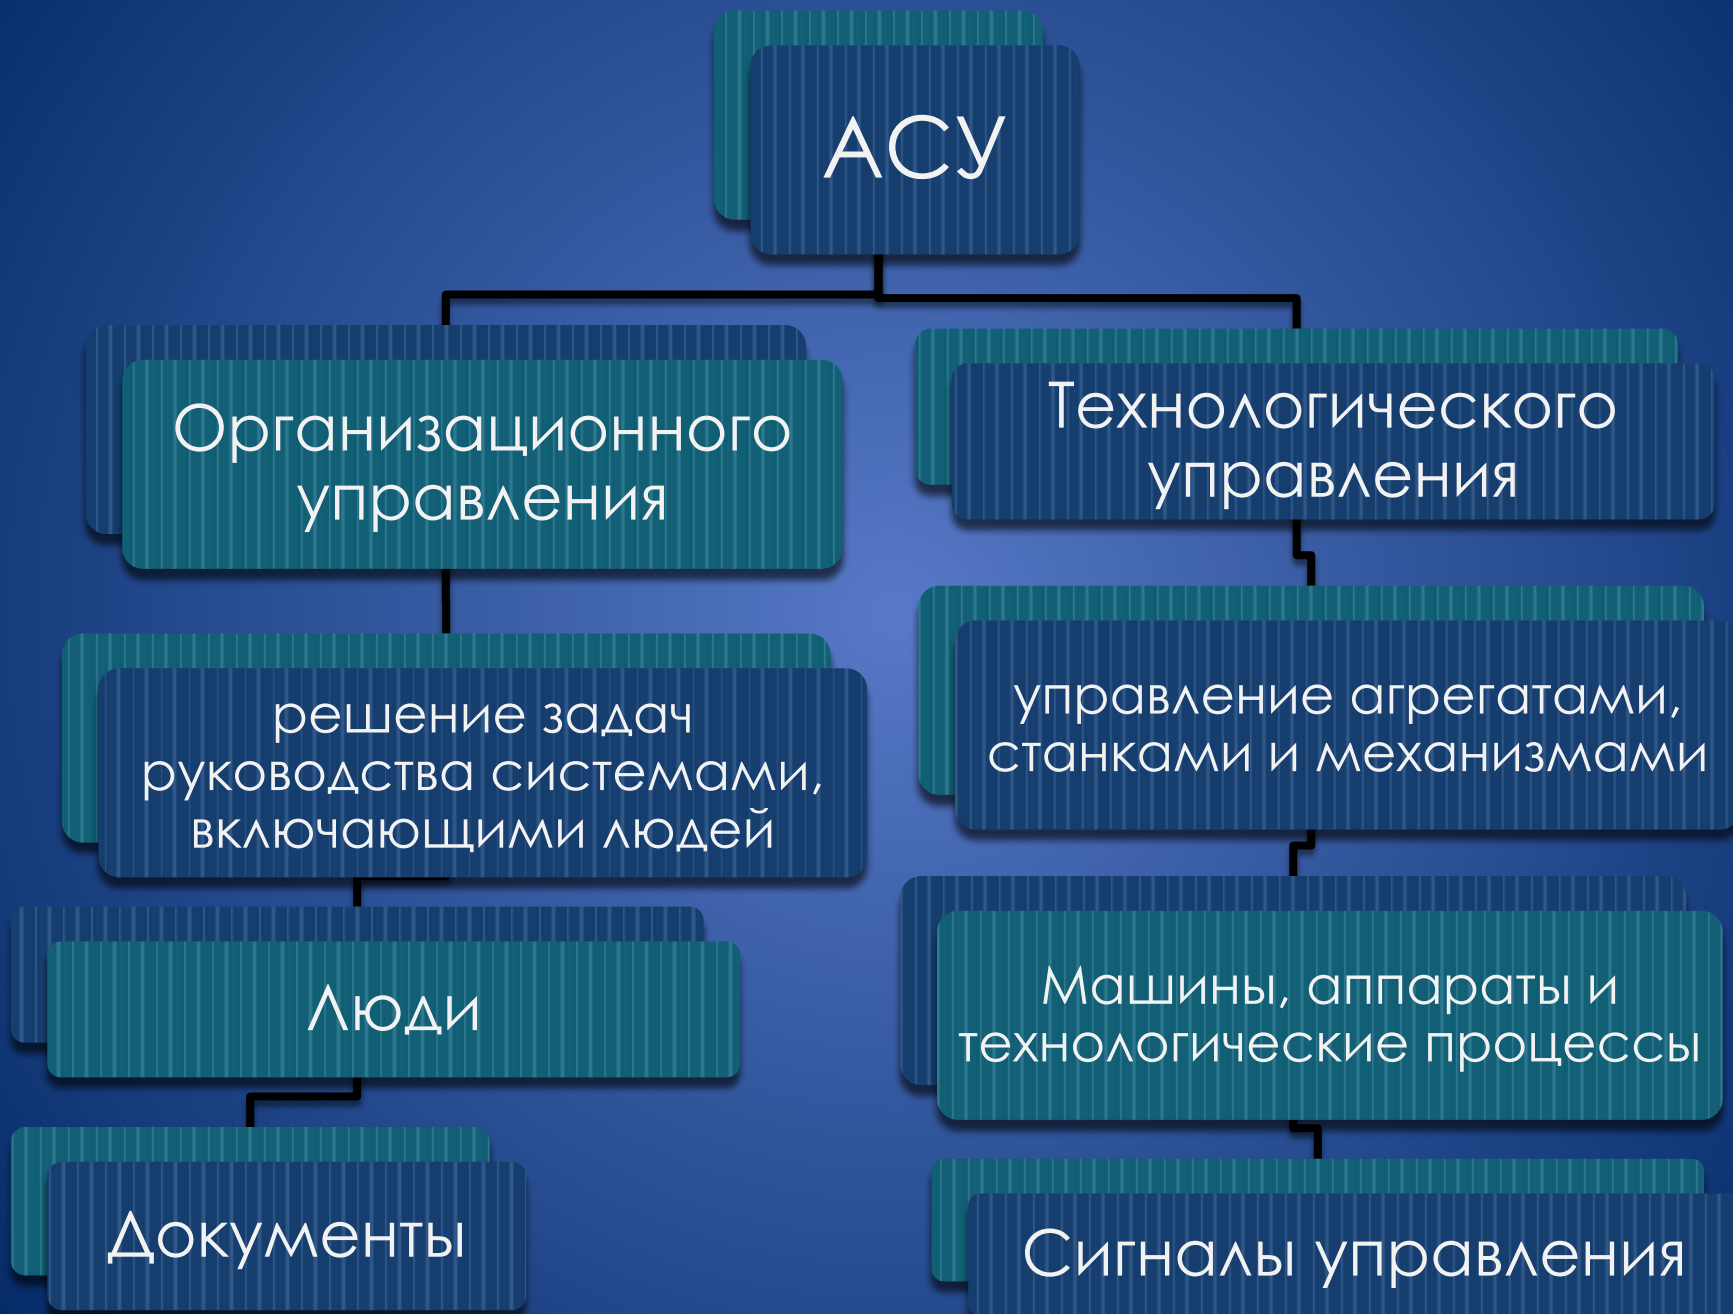 АСУ
Организационного
управления
Технологического
управления
решение задач
руководства системами,
включающими людей
управление агрегатами,
станками и механизмами
Люди
Машины, аппараты и
технологические процессы
Документы
Сигналы управления